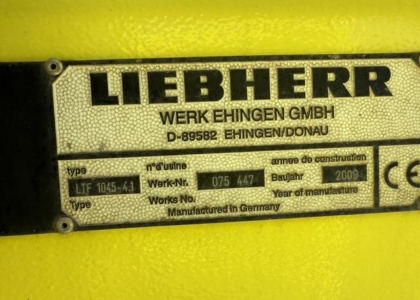 LIEBHERR
WERK EHINGEN GMBH
D-89582 EHINGEN/DONAU
type
LTF 1045-4.1
Type
n°d'usine
Werk-Nr. 075 447
Works No.
annee de construction
Baujahr 2009
Year of manufacture
Manufactured in Germany
CE